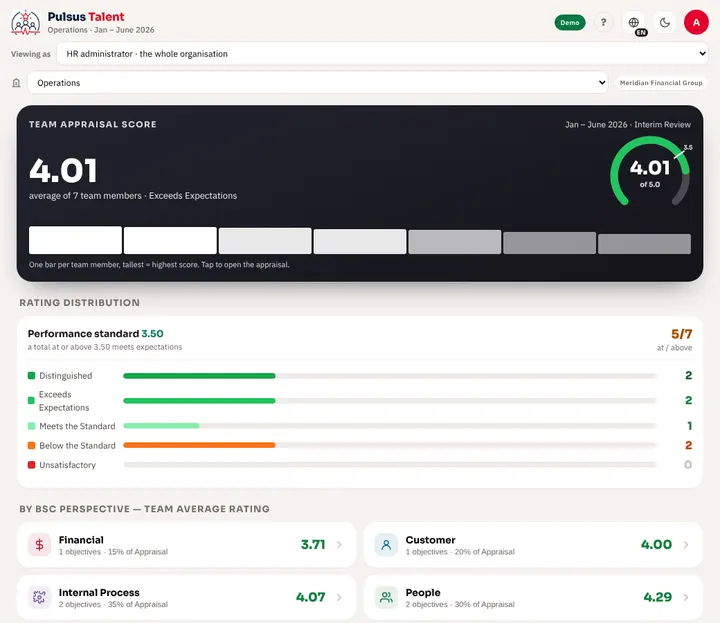 Pulsus Talent
Operations · Jan – June 2026
Demo
?
EN
A
Viewing as
HR administrator · the whole organisation
Operations
Meridian Financial Group
TEAM APPRAISAL SCORE
Jan – June 2026 · Interim Review
4.01
average of 7 team members · Exceeds Expectations
3.5
4.01
of 5.0
One bar per team member, tallest = highest score. Tap to open the appraisal.
RATING DISTRIBUTION
Performance standard 3.50
a total at or above 3.50 meets expectations
5/7
at / above
Distinguished
2
Exceeds
Expectations
2
Meets the Standard
1
Below the Standard
2
Unsatisfactory
0
BY BSC PERSPECTIVE — TEAM AVERAGE RATING
Financial
1 objectives · 15% of Appraisal
3.71
Customer
1 objectives · 20% of Appraisal
4.00
Internal Process
2 objectives · 35% of Appraisal
4.07
People
2 objectives · 30% of Appraisal
4.29